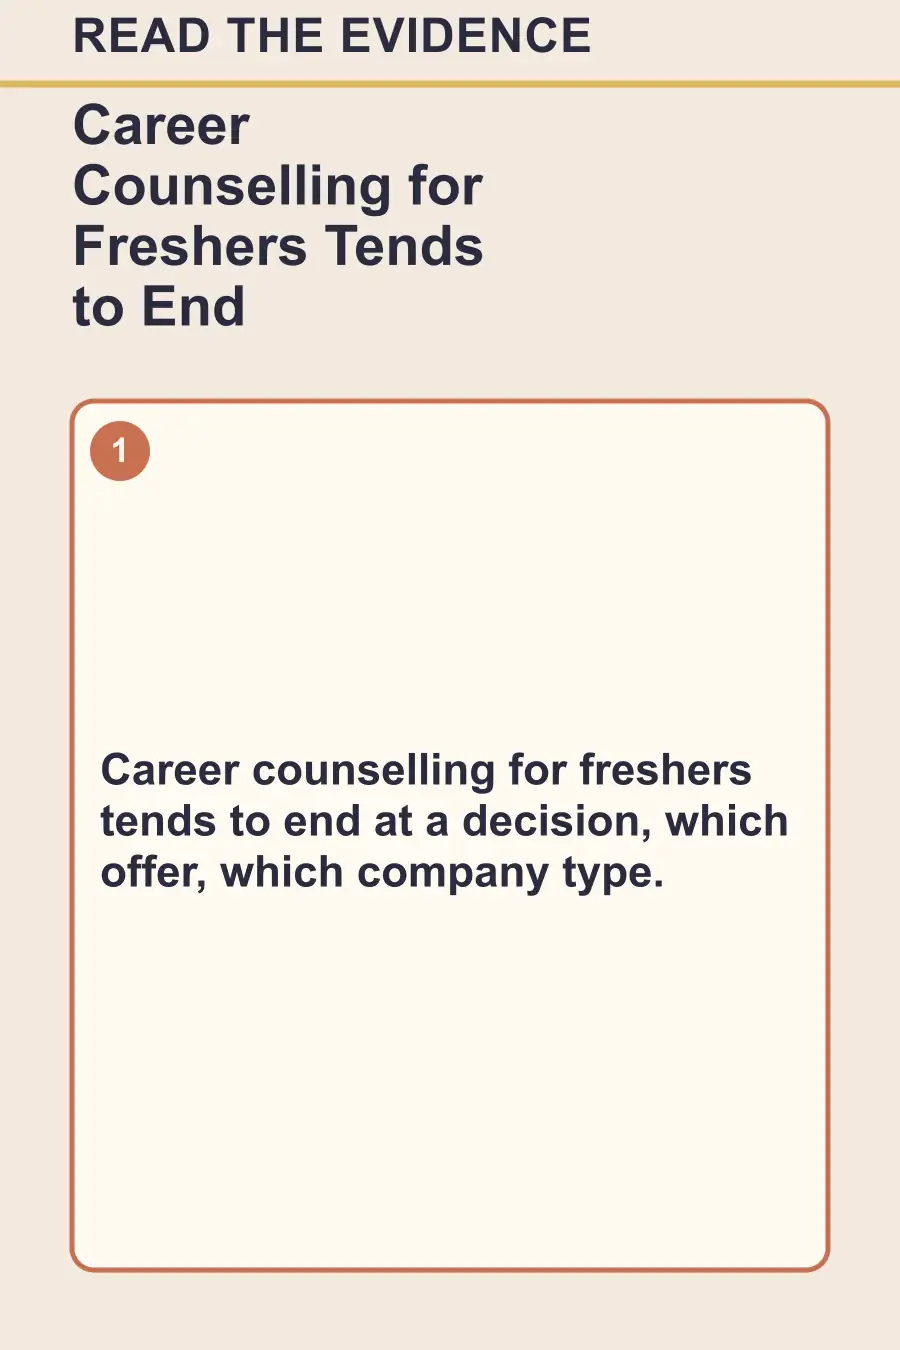 READ THE EVIDENCE
Career
Counselling for
Freshers Tends
to End
1
Career counselling for freshers
tends to end at a decision, which
offer, which company type.